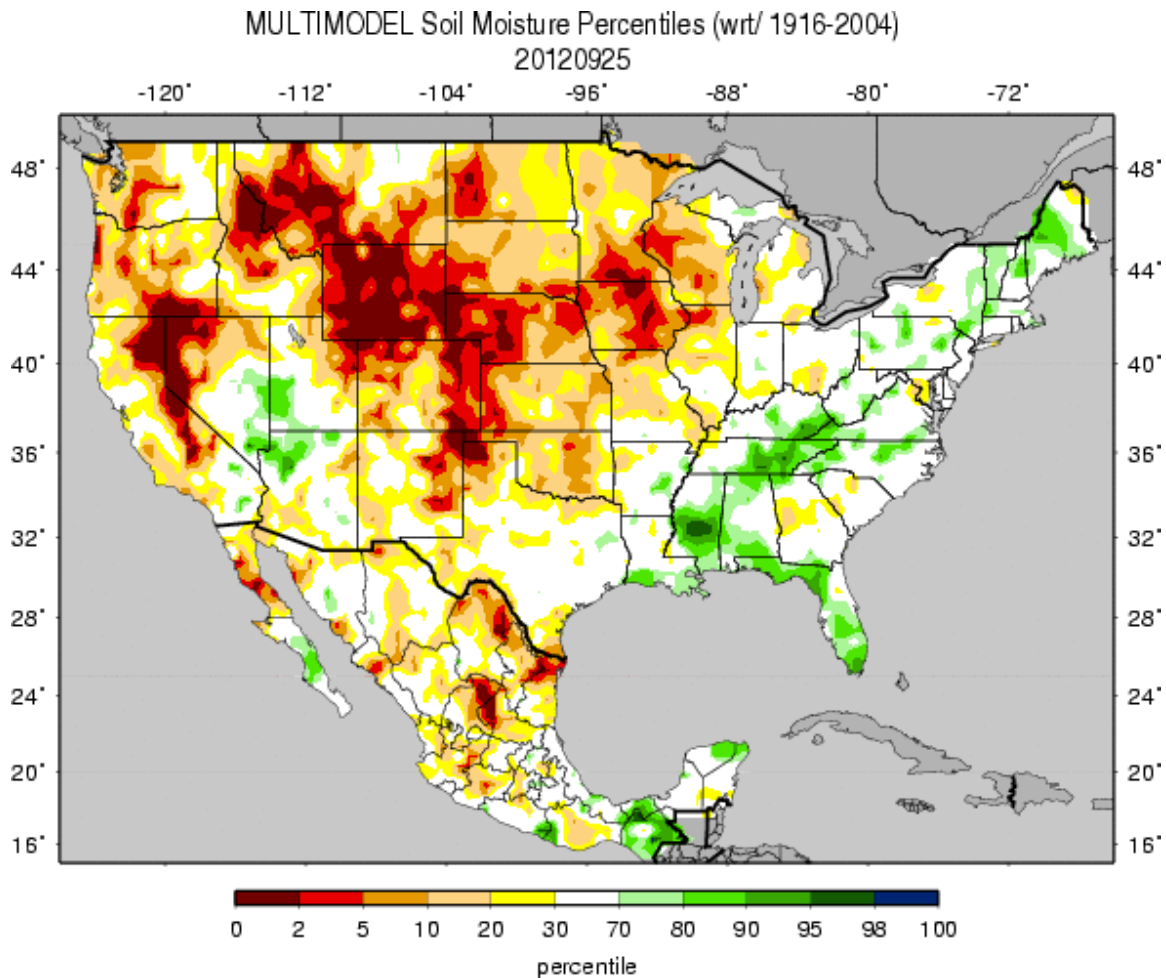 MULTIMODEL Soil Moisture Percentiles (wrt/ 1916-2004)
20120925
-120° -112° -104° -96° -88° -80° -72°
48° 48°
44° 44°
40° 40°
36° 36°
32° 32°
28° 28°
24° 24°
20° 20°
16° 16°
0 2 5 10 20 30 70 80 90 95 98 100
percentile